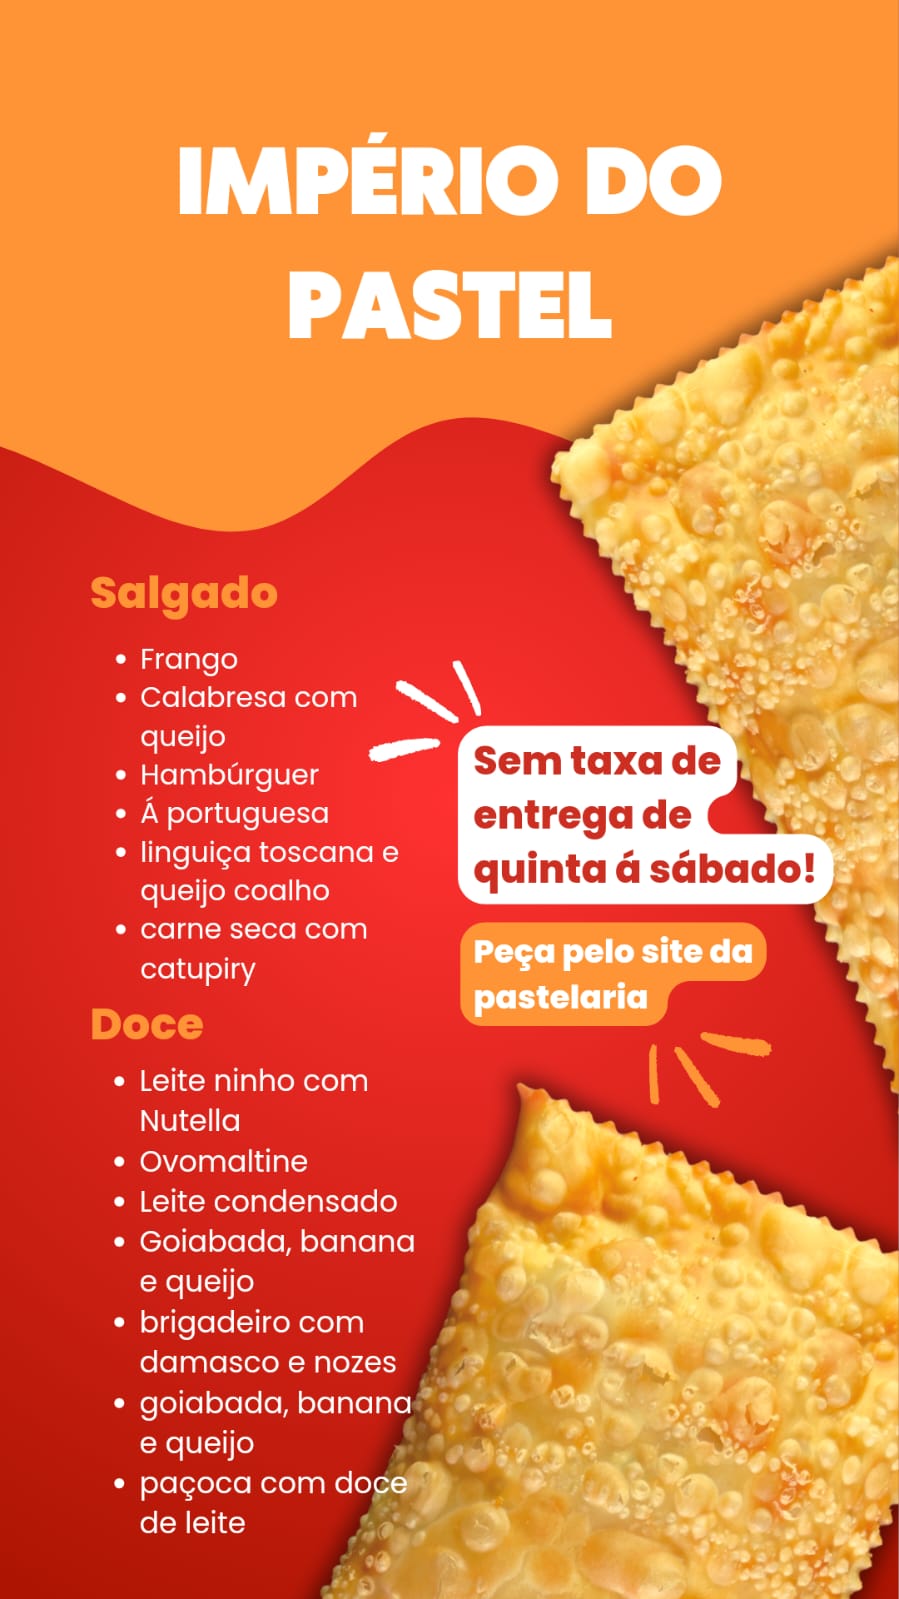 IMPÉRIO DO
PASTEL
Salgado
• Frango
• Calabresa com
queijo
• Hambúrguer
• Á portuguesa
• linguiça toscana e
queijo coalho
• carne seca com
catupiry
Sem taxa de
entrega de
quinta á sábado!
Peça pelo site da
pastelaria
Doce
• Leite ninho com
Nutella
• Ovomaltine
• Leite condensado
• Goiabada, banana
e queijo
• brigadeiro com
damasco e nozes
• goiabada, banana
e queijo
• paçoca com doce
de leite